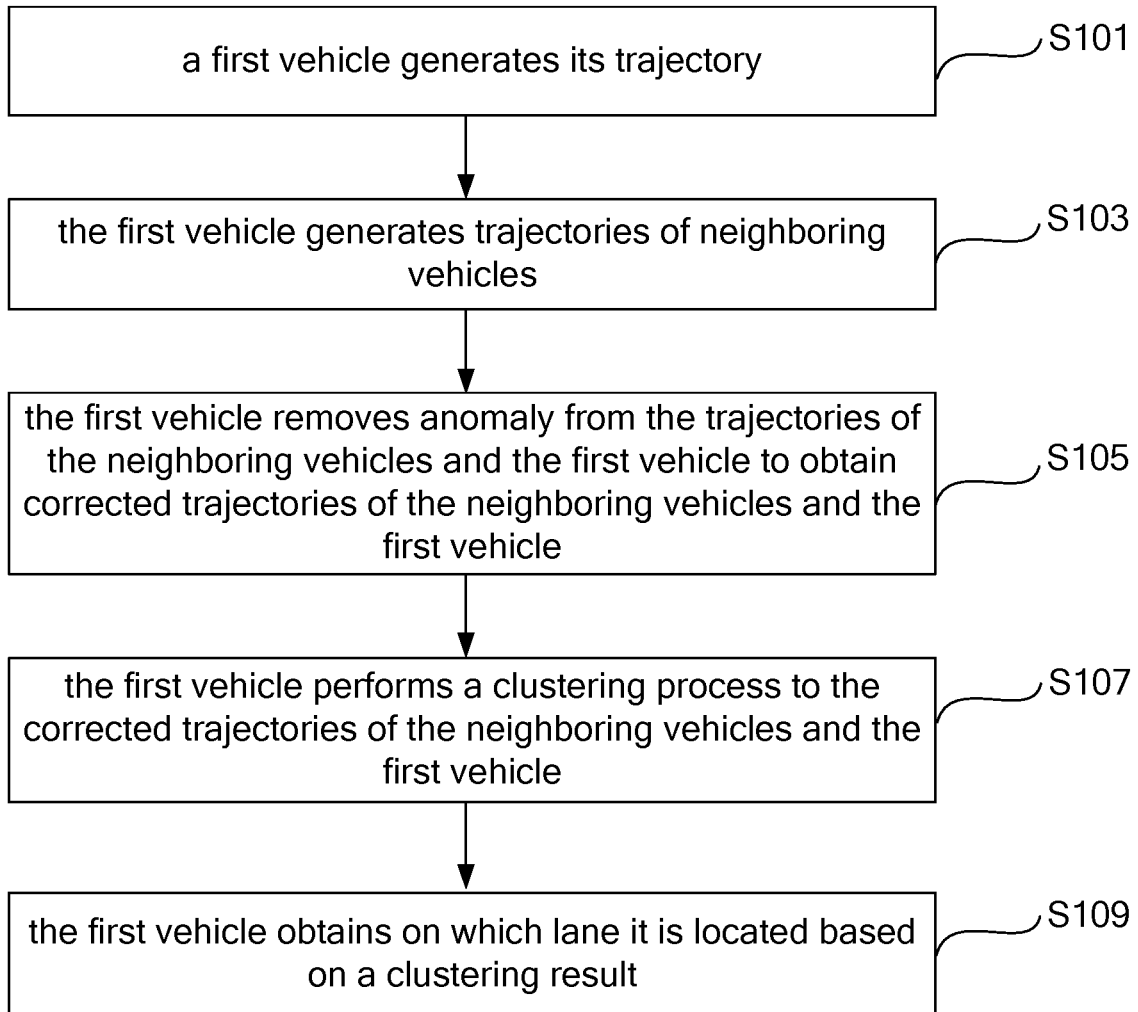 a first vehicle generates its trajectory
S101
the first vehicle generates trajectories of neighboring
vehicles
S103
the first vehicle removes anomaly from the trajectories of
the neighboring vehicles and the first vehicle to obtain
corrected trajectories of the neighboring vehicles and the
first vehicle
S105
the first vehicle performs a clustering process to the
corrected trajectories of the neighboring vehicles and the
first vehicle
S107
the first vehicle obtains on which lane it is located based
on a clustering result
S109